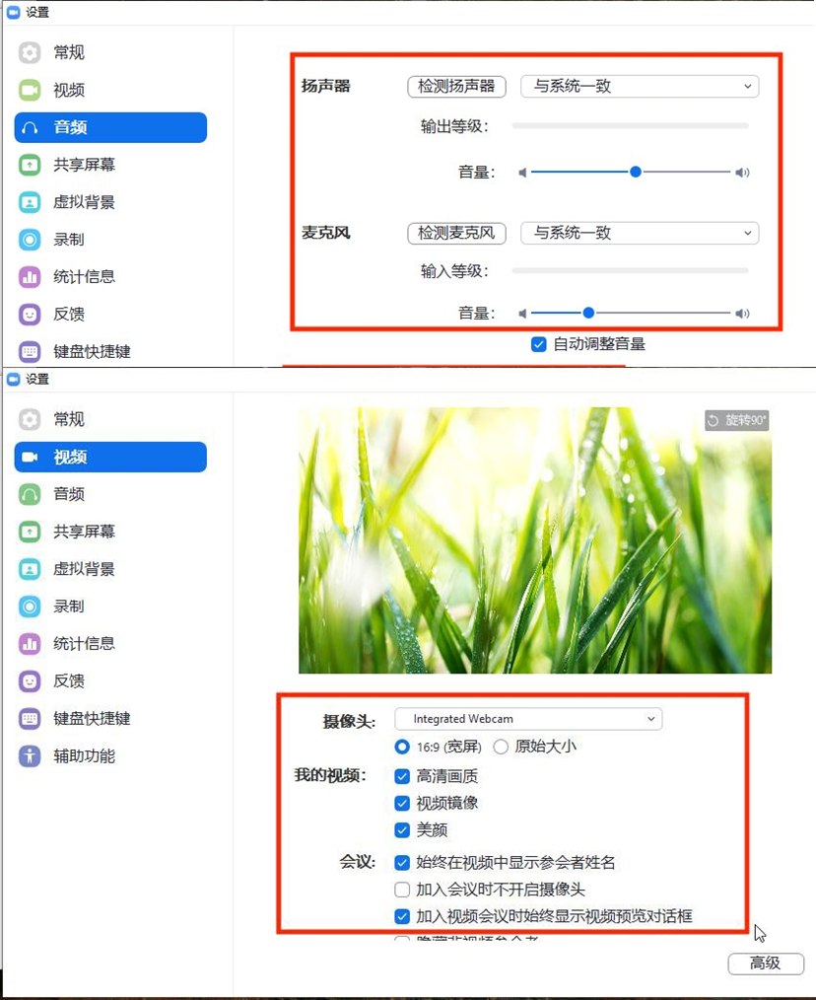 设置
常规
视频
音频
共享屏幕
虚拟背景
录制
统计信息
反馈
键盘快捷键
扬声器 检测扬声器 与系统一致
输出等级:
音量:
麦克风 检测麦克风 与系统一致
输入等级:
音量:
自动调整音量
设置
常规
视频
音频
共享屏幕
虚拟背景
录制
统计信息
反馈
键盘快捷键
辅助功能
旋转90°
摄像头: Integrated Webcam
16:9 (宽屏) 原始大小
我的视频: 高清画质
视频镜像
美颜
会议: 始终在视频中显示参会者姓名
加入会议时不开启摄像头
加入视频会议时始终显示视频预览对话框
隐藏非视频参会者
高级